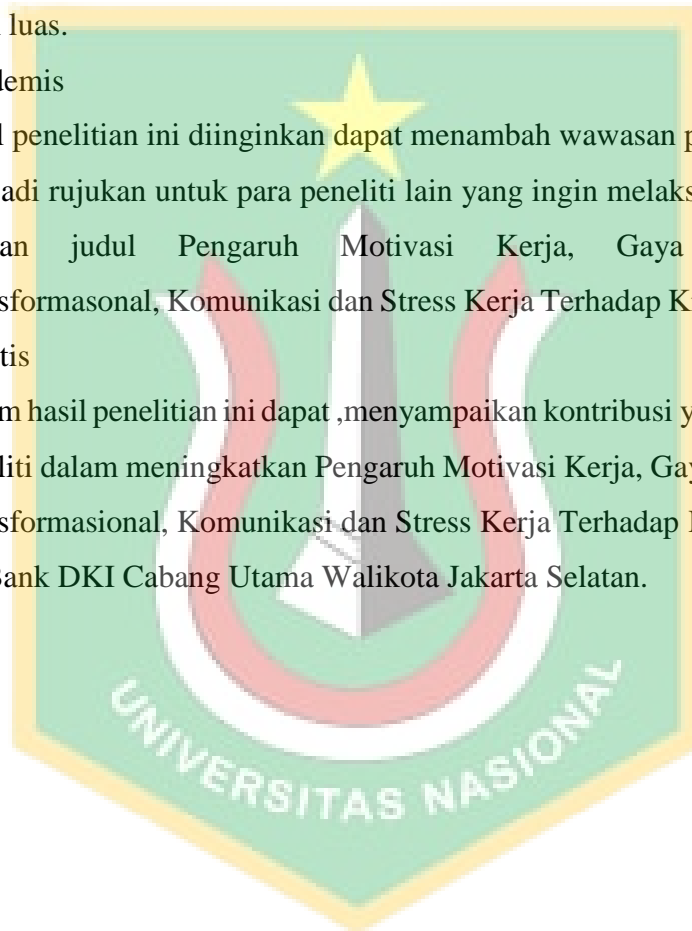 luas.
demis
penelitian ini diinginkan dapat menambah wawasan
adi rujukan untuk para peneliti lain yang ingin
an judul Pengaruh Motivasi Kerja, Gaya
sformasonal, Komunikasi dan Stress Kerja Terhadap
tis
m hasil penelitian ini dapat ,menyampaikan kontribusi
liti dalam meningkatkan Pengaruh Motivasi Kerja,
sformasional, Komunikasi dan Stress Kerja Terhadap
Bank DKI Cabang Utama Walikota Jakarta Selatan.
UNIVERSITAS NASIONAL